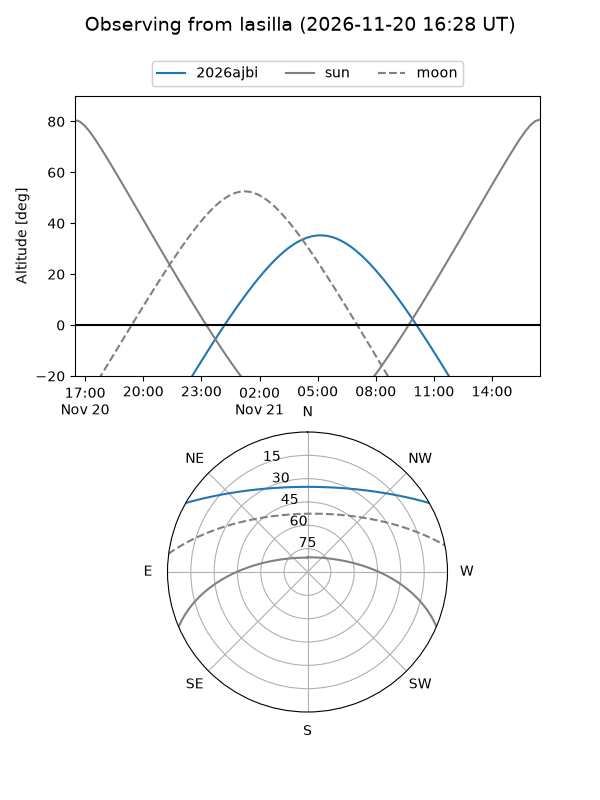 Observing from lasilla (2026-11-20 16:28 UT)
2026ajbi sun moon
Altitude [deg]
80
60
40
20
0
−20
17:00 20:00 23:00 02:00 05:00 08:00 11:00 14:00
Nov 20 Nov 21
N
NE NW
15
30
45
60
75
E W
SE SW
S